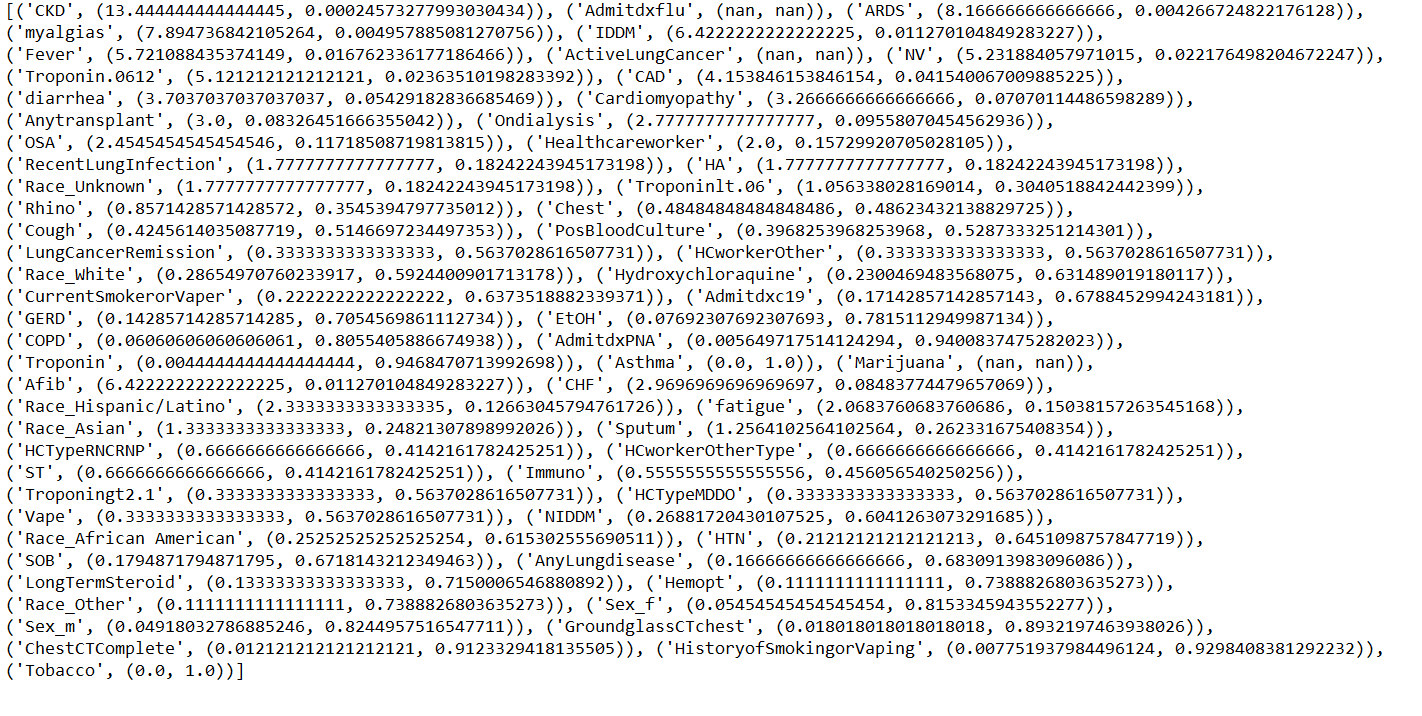 [('CKD', (13.444444444444445, 0.00024573277993030434)), ('Admitdxflu', (nan, nan)), ('ARDS', (8.166666666666666, 0.004266724822176128)),
('myalgias', (7.894736842105264, 0.004957885081270756)), ('IDDM', (6.4222222222222225, 0.011270104849283227)),
('Fever', (5.721088435374149, 0.016762336177186466)), ('ActiveLungCancer', (nan, nan)), ('NV', (5.231884057971015, 0.022176498204672247)),
('Troponin.0612', (5.121212121212121, 0.02363510198283392)), ('CAD', (4.153846153846154, 0.041540067009885225)),
('diarrhea', (3.7037037037037037, 0.05429182836685469)), ('Cardiomyopathy', (3.2666666666666666, 0.07070114486598289)),
('Anytransplant', (3.0, 0.08326451666355042)), ('Ondialysis', (2.7777777777777777, 0.09558070454562936)),
('OSA', (2.4545454545454546, 0.11718508719813815)), ('Healthcareworker', (2.0, 0.15729920705028105)),
('RecentLungInfection', (1.7777777777777777, 0.18242243945173198)), ('HA', (1.7777777777777777, 0.18242243945173198)),
('Race_Unknown', (1.7777777777777777, 0.18242243945173198)), ('Troponinlt.06', (1.056338028169014, 0.3040518842442399)),
('Rhino', (0.8571428571428572, 0.3545394797735012)), ('Chest', (0.48484848484848486, 0.48623432138829725)),
('Cough', (0.4245614035087719, 0.5146697234497353)), ('PosBloodCulture', (0.3968253968253968, 0.5287333251214301)),
('LungCancerRemission', (0.3333333333333333, 0.5637028616507731)), ('HCworkerOther', (0.3333333333333333, 0.5637028616507731)),
('Race_White', (0.28654970760233917, 0.5924400901713178)), ('Hydroxychloraquine', (0.2300469483568075, 0.631489019180117)),
('CurrentSmokerorVaper', (0.2222222222222222, 0.6373518882339371)), ('Admitdxc19', (0.17142857142857143, 0.6788452994243181)),
('GERD', (0.14285714285714285, 0.7054569861112734)), ('EtOH', (0.07692307692307693, 0.7815112949987134)),
('COPD', (0.06060606060606061, 0.8055405886674938)), ('AdmitdxPNA', (0.005649717514124294, 0.9400837475282023)),
('Troponin', (0.0044444444444444444, 0.9468470713992698)), ('Asthma', (0.0, 1.0)), ('Marijuana', (nan, nan)),
('Afib', (6.4222222222222225, 0.011270104849283227)), ('CHF', (2.9696969696969697, 0.08483774479657069)),
('Race_Hispanic/Latino', (2.3333333333333335, 0.12663045794761726)), ('fatigue', (2.0683760683760686, 0.15038157263545168)),
('Race_Asian', (1.3333333333333333, 0.24821307898992026)), ('Sputum', (1.2564102564102564, 0.262331675408354)),
('HCTypeRNCRNP', (0.6666666666666666, 0.4142161782425251)), ('HCworkerOtherType', (0.6666666666666666, 0.4142161782425251)),
('ST', (0.6666666666666666, 0.4142161782425251)), ('Immuno', (0.5555555555555556, 0.456056540250256)),
('Troponingt2.1', (0.3333333333333333, 0.5637028616507731)), ('HCTypeMDDO', (0.3333333333333333, 0.5637028616507731)),
('Vape', (0.3333333333333333, 0.5637028616507731)), ('NIDDM', (0.26881720430107525, 0.6041263073291685)),
('Race_African American', (0.2525252525252525​4, 0.615302555690511)), ('HTN', (0.21212121212121213, 0.6451098757847719)),
('SOB', (0.1794871794871795, 0.6718143212349463)), ('AnyLungdisease', (0.16666666666666666, 0.6830913983096086)),
('LongTermSteroid', (0.13333333333333333, 0.7150006546880892)), ('Hemopt', (0.1111111111111111, 0.7388826803635273)),
('Race_Other', (0.1111111111111111, 0.7388826803635273)), ('Sex_f', (0.05454545454545454, 0.8153345943552277)),
('Sex_m', (0.04918032786885246, 0.8244957516547711)), ('GroundglassCTchest', (0.018018018018018018, 0.8932197463938026)),
('ChestCTComplete', (0.012121212121212121, 0.9123329418135505)), ('HistoryofSmokingorVaping', (0.007751937984496124, 0.9298408381292232)),
('Tobacco', (0.0, 1.0))]